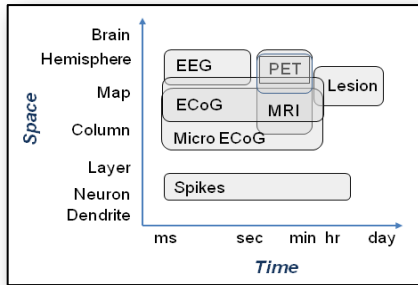 Brain
Hemisphere
Map
Column
Layer
Neuron
Dendrite
Space
EEG
PET
Lesion
ECoG
MRI
Micro ECoG
Spikes
ms sec min hr day
Time